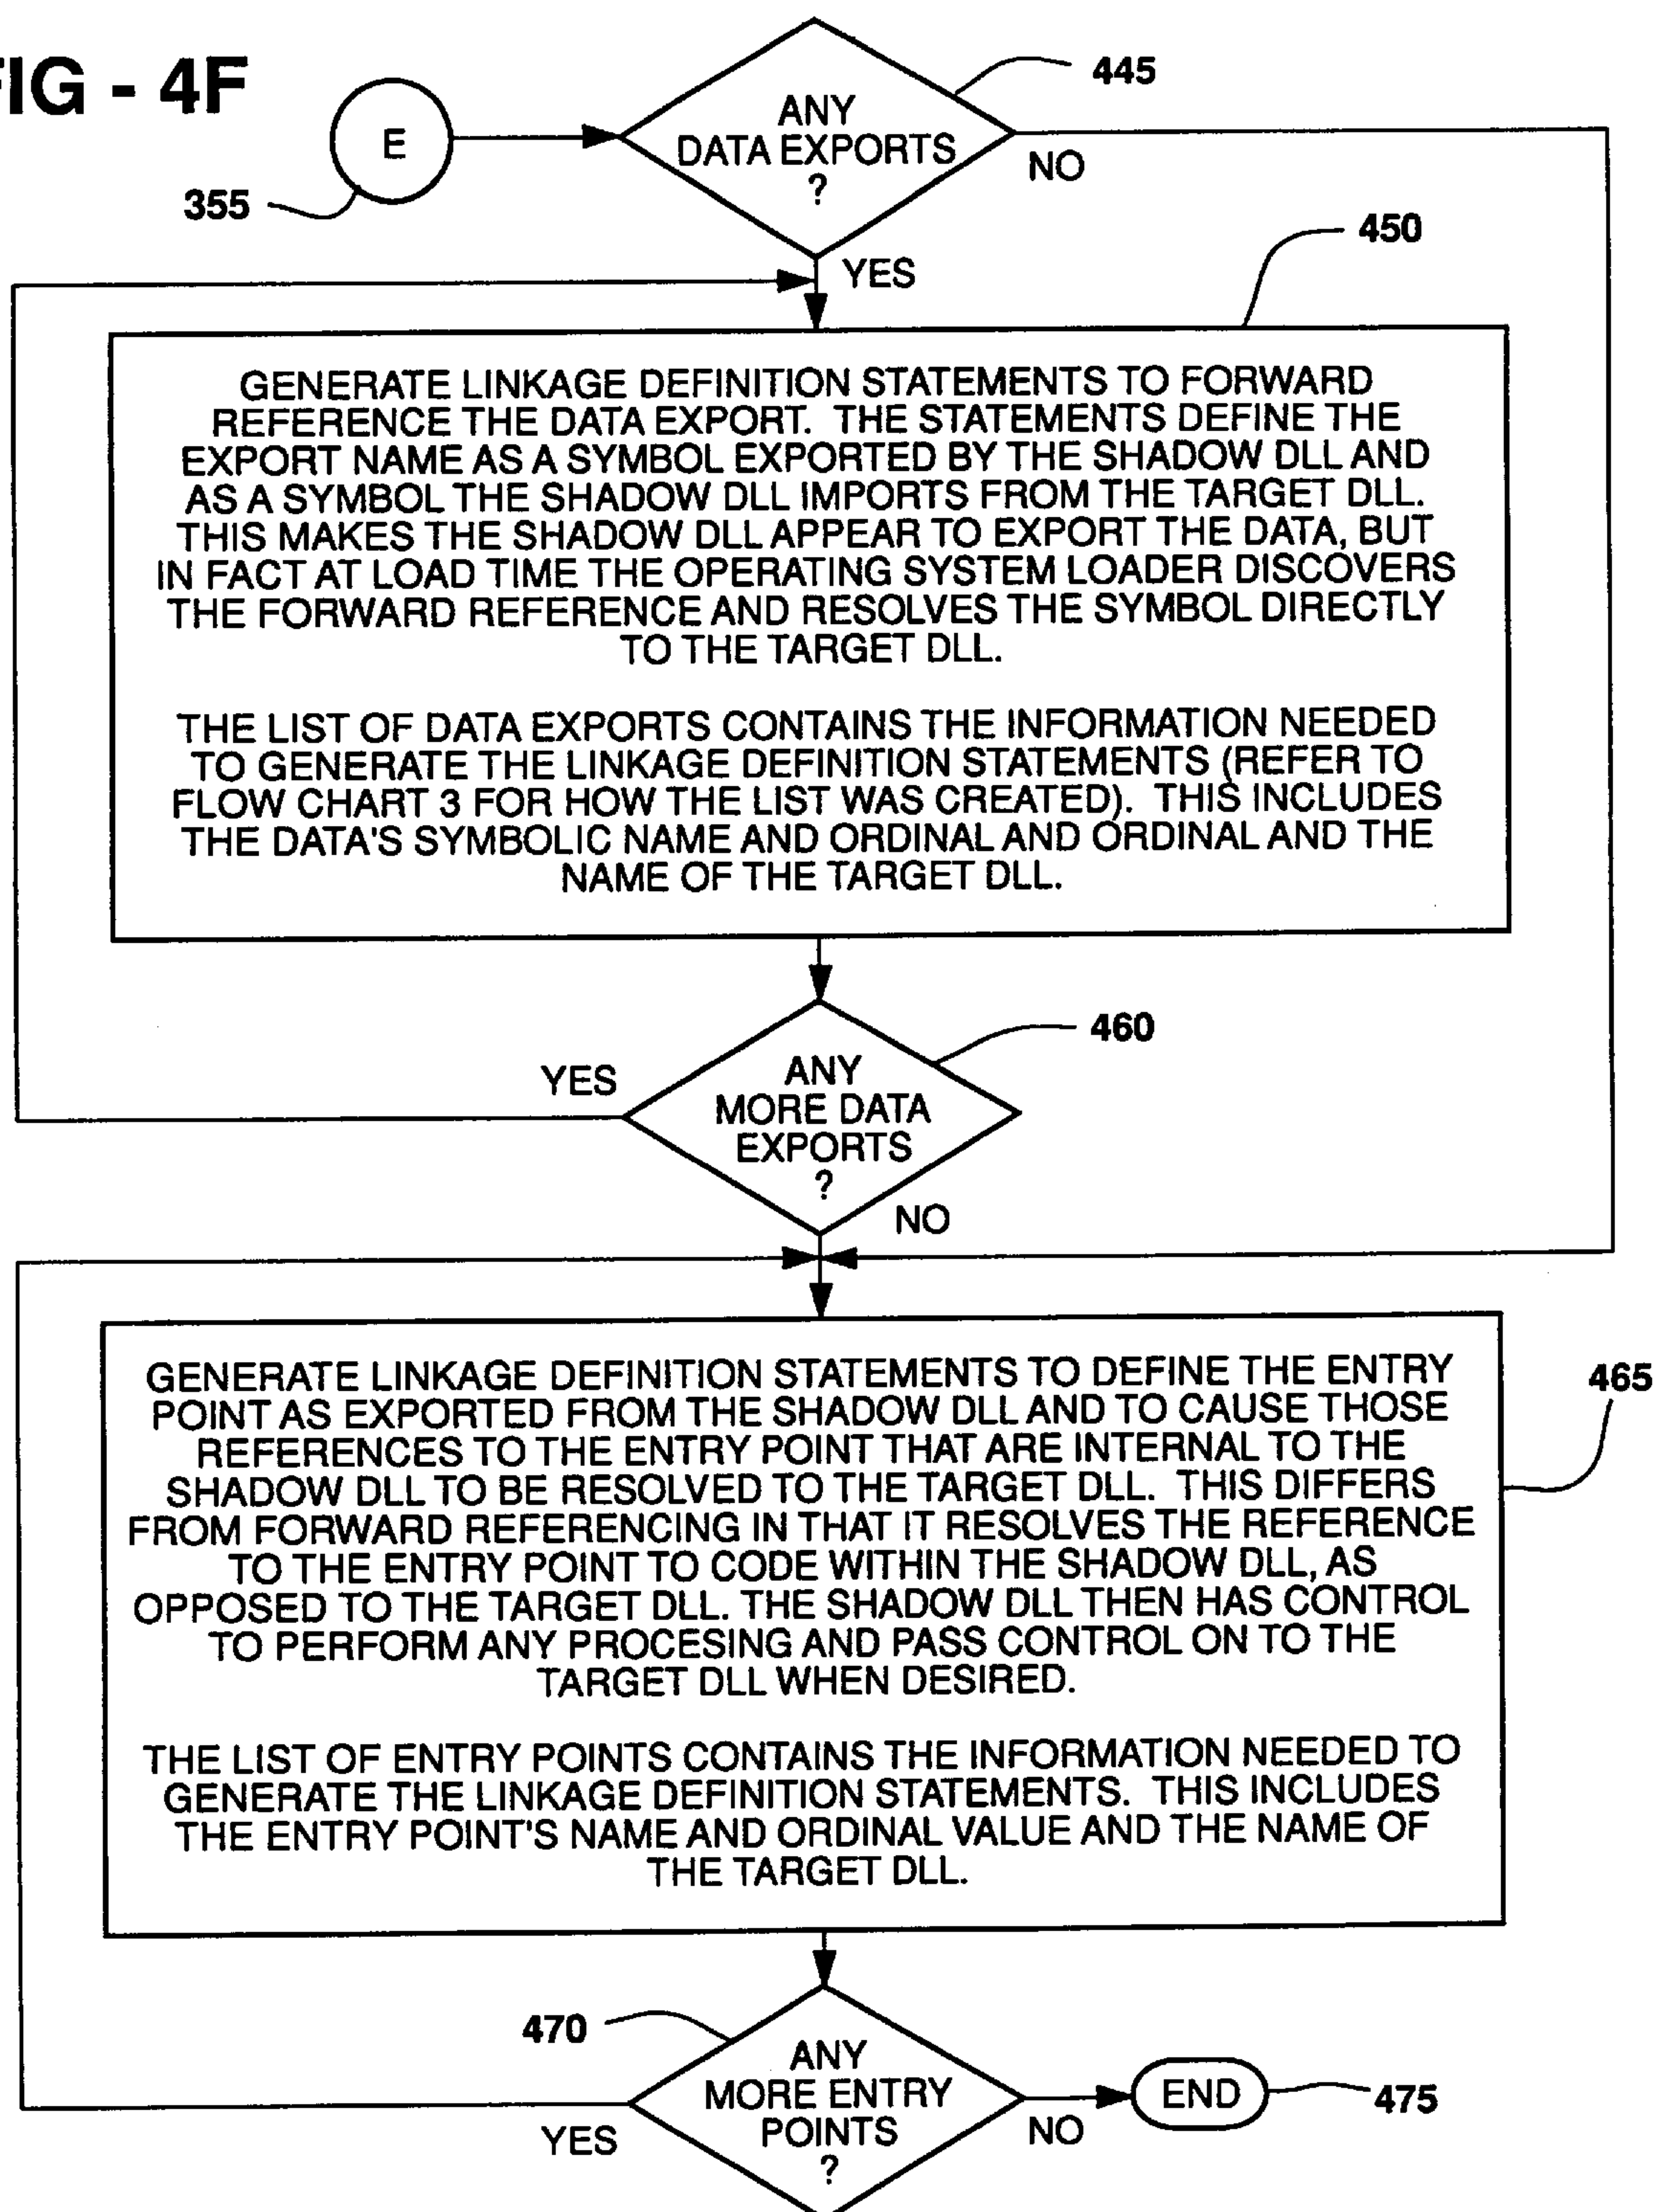 FIG - 4F
445
E
ANY
DATA EXPORTS
?
NO
355
YES
450
GENERATE LINKAGE DEFINITION STATEMENTS TO FORWARD
REFERENCE THE DATA EXPORT. THE STATEMENTS DEFINE THE
EXPORT NAME AS A SYMBOL EXPORTED BY THE SHADOW DLL AND
AS A SYMBOL THE SHADOW DLL IMPORTS FROM THE TARGET DLL.
THIS MAKES THE SHADOW DLL APPEAR TO EXPORT THE DATA, BUT
IN FACT AT LOAD TIME THE OPERATING SYSTEM LOADER DISCOVERS
THE FORWARD REFERENCE AND RESOLVES THE SYMBOL DIRECTLY
TO THE TARGET DLL.
THE LIST OF DATA EXPORTS CONTAINS THE INFORMATION NEEDED
TO GENERATE THE LINKAGE DEFINITION STATEMENTS (REFER TO
FLOW CHART 3 FOR HOW THE LIST WAS CREATED). THIS INCLUDES
THE DATA'S SYMBOLIC NAME AND ORDINAL AND ORDINAL AND THE
NAME OF THE TARGET DLL.
460
ANY
MORE DATA
EXPORTS
?
YES
NO
465
GENERATE LINKAGE DEFINITION STATEMENTS TO DEFINE THE ENTRY
POINT AS EXPORTED FROM THE SHADOW DLL AND TO CAUSE THOSE
REFERENCES TO THE ENTRY POINT THAT ARE INTERNAL TO THE
SHADOW DLL TO BE RESOLVED TO THE TARGET DLL. THIS DIFFERS
FROM FORWARD REFERENCING IN THAT IT RESOLVES THE REFERENCE
TO THE ENTRY POINT TO CODE WITHIN THE SHADOW DLL, AS
OPPOSED TO THE TARGET DLL. THE SHADOW DLL THEN HAS CONTROL
TO PERFORM ANY PROCESING AND PASS CONTROL ON TO THE
TARGET DLL WHEN DESIRED.
THE LIST OF ENTRY POINTS CONTAINS THE INFORMATION NEEDED TO
GENERATE THE LINKAGE DEFINITION STATEMENTS. THIS INCLUDES
THE ENTRY POINT'S NAME AND ORDINAL VALUE AND THE NAME OF
THE TARGET DLL.
470
ANY
MORE ENTRY
POINTS
?
YES
NO
END
475